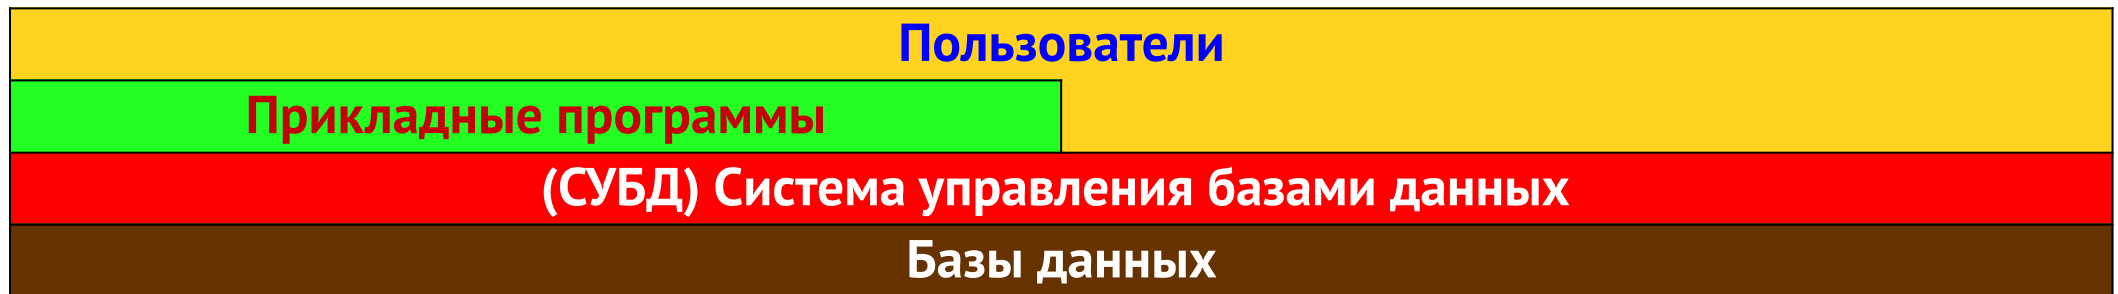 Пользователи
Прикладные программы
(СУБД) Система управления базами данных
Базы данных